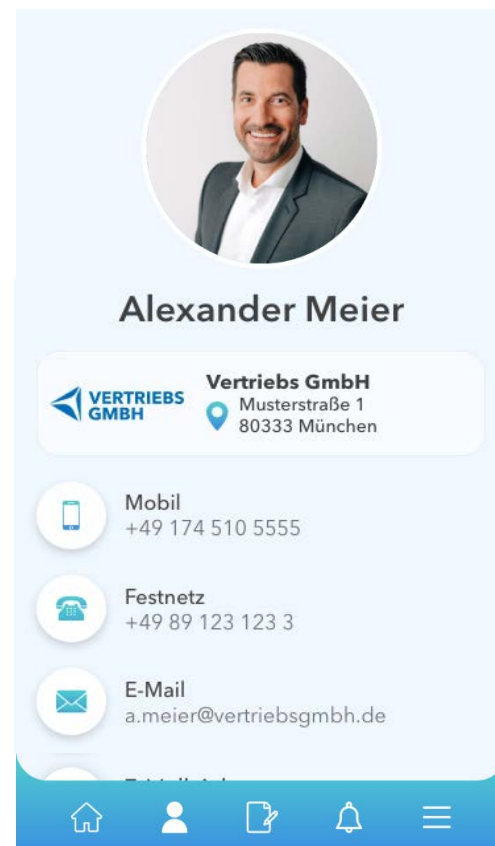 Alexander Meier
VERTRIEBS
GMBH
Vertriebs GmbH
Musterstraße 1
80333 München
Mobil
+49 174 510 5555
Festnetz
+49 89 123 123 3
E-Mail
a.meier@vertriebsgmbh.de